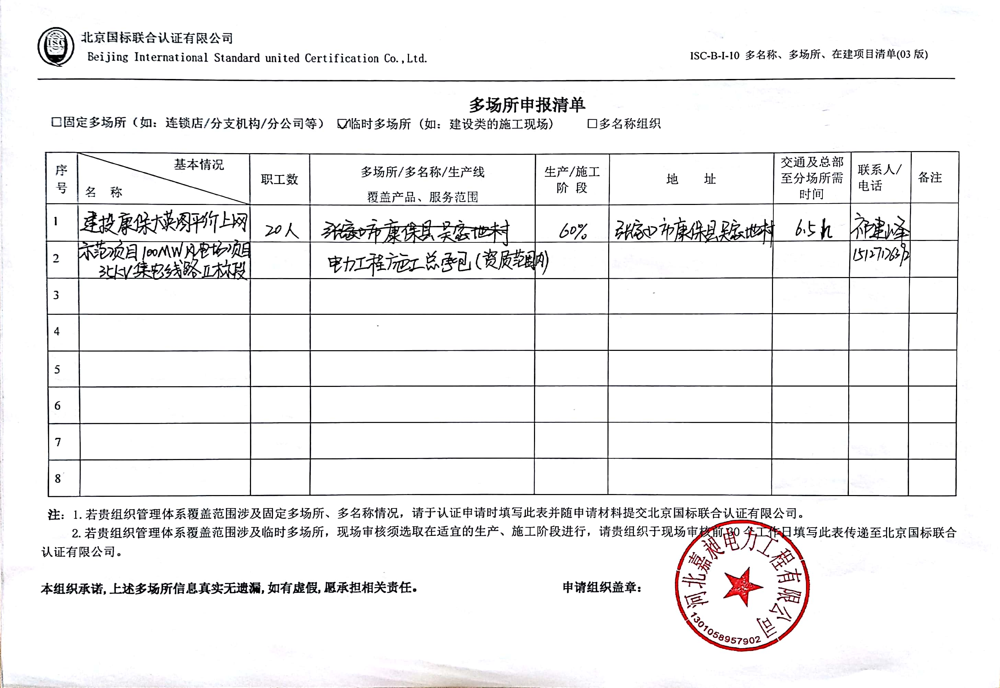 北京国标联合认证有限公司
Beijing International Standard united Certification Co.,Ltd.
ISC-B-I-10 多名称、多场所、在建项目清单(03 版)
多场所申报清单
☐固定多场所（如：连锁店/分支机构/分公司等） ☑临时多场所（如：建设类的施工现场） ☐多名称组织
序号 基本情况 名 称 职工数 多场所/多名称/生产线 覆盖产品、服务范围 生产/施工阶段 地 址 交通及总部至分场所需时间 联系人/电话 备注
1 建投康保大英图平价上网 20人 张家口市康保县吴家地村 60% 张家口市康保县吴家地村 6.5h 祁建峰
2 示范项目100MW风电场项目 电力工程施工总承包(资质范围内)
35kV集电线路Ⅱ标段
3
4
5
6
7
8
注：1.若贵组织管理体系覆盖范围涉及固定多场所、多名称情况，请于认证申请时填写此表并随申请材料提交北京国标联合认证有限公司。
2.若贵组织管理体系覆盖范围涉及临时多场所，现场审核须选取在适宜的生产、施工阶段进行，请贵组织于现场审核前 30 个工作日填写此表传递至北京国标联合
认证有限公司。
本组织承诺,上述多场所信息真实无遗漏,如有虚假,愿承担相关责任。
申请组织盖章：
河北嘉昶电力工程有限公司
1301058957902